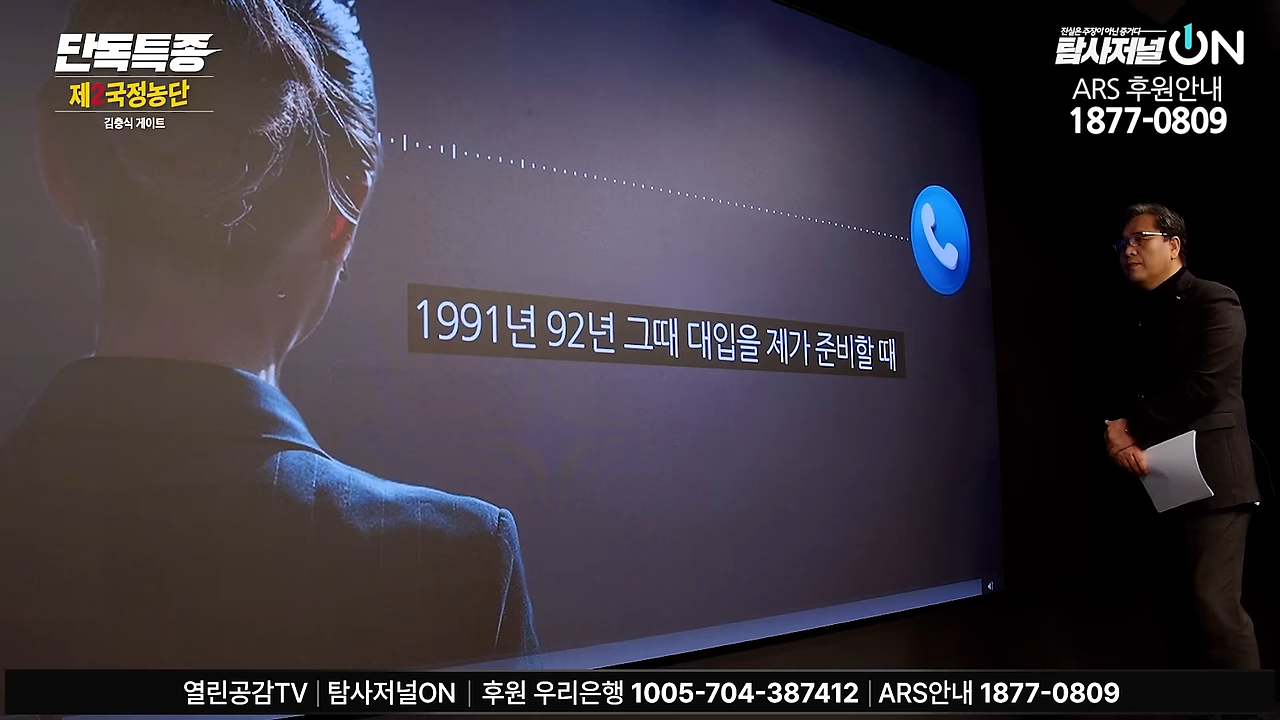 단독특종
제2국정농단
김충식 게이트
진실은 주장이 아닌 증거다
탐사저널ON
ARS 후원안내
1877-0809
1991년 92년 그때 대입을 제가 준비할 때
열린공감TV | 탐사저널ON | 후원 우리은행 1005-704-387412 | ARS안내 1877-0809